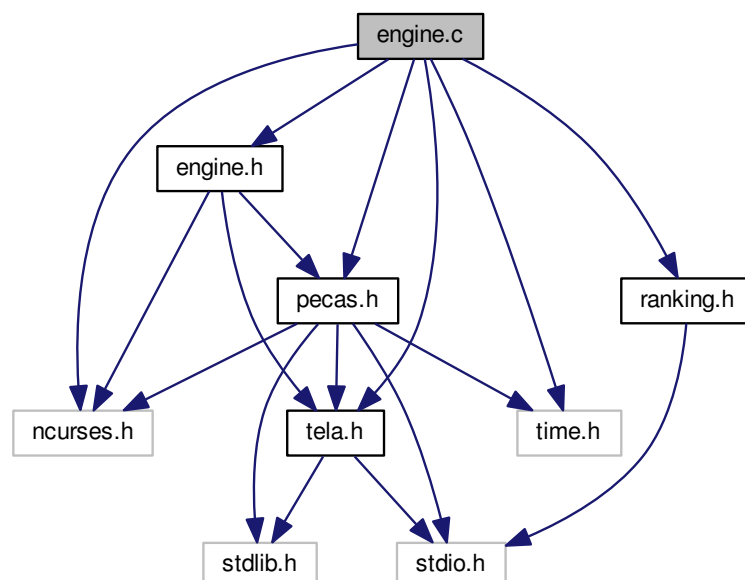 engine.c
engine.h
pecas.h
ranking.h
ncurses.h
tela.h
time.h
stdlib.h
stdio.h